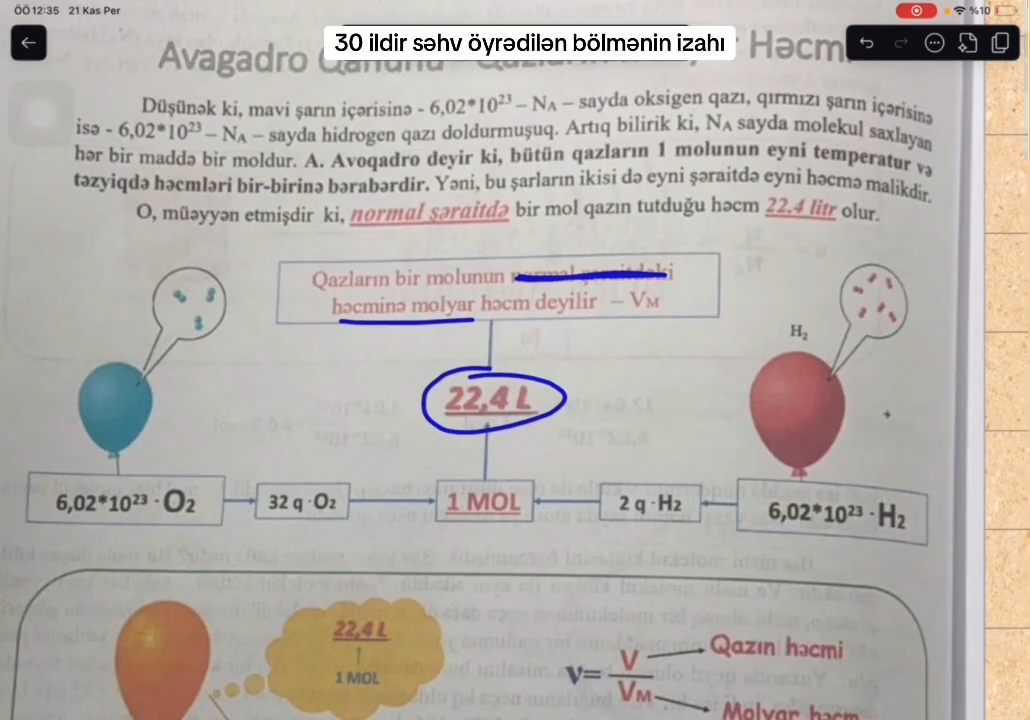 ÖÖ 12:35 21 Kas Per
%10
30 ildir səhv öyrədilən bölmənin izahı
Avagadro Qanunu Qazların Həcm
Düşünək ki, mavi şarın içərisinə - 6,02*10²³ – Nᴀ – sayda oksigen qazı, qırmızı şarın içərisinə
isə - 6,02*10²³ – Nᴀ – sayda hidrogen qazı doldurmuşuq. Artıq bilirik ki, Nᴀ sayda molekul saxlayan
hər bir maddə bir moldur. A. Avoqadro deyir ki, bütün qazların 1 molunun eyni temperatur və
təzyiqdə həcmləri bir-birinə bərabərdir. Yəni, bu şarların ikisi də eyni şəraitdə eyni həcmə malikdir.
O, müəyyən etmişdir ki, normal şəraitdə bir mol qazın tutduğu həcm 22,4 litr olur.
Qazların bir molunun normal şəraitdəki
həcminə molyar həcm deyilir – Vᴍ
H₂
22,4 L
6,02*10²³ · O₂
32 q · O₂
1 MOL
2 q · H₂
6,02*10²³ · H₂
22,4 L
1 MOL
ν= V/Vᴍ
Qazın həcmi
Molyar həcm